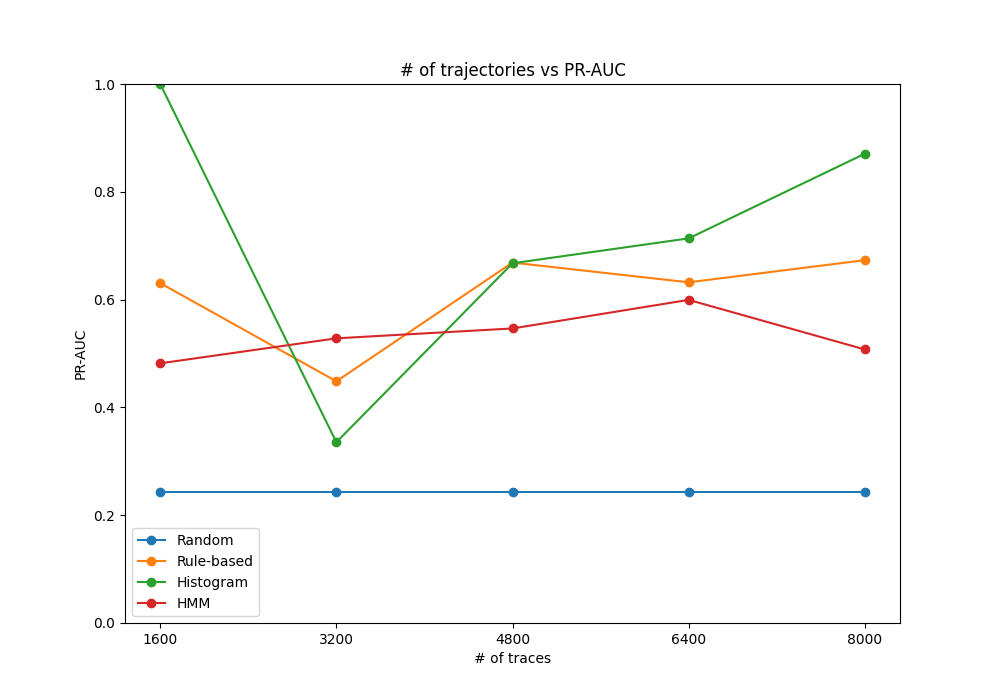 # of trajectories vs PR-AUC
PR-AUC
1.0
0.8
0.6
0.4
0.2
0.0
Random
Rule-based
Histogram
HMM
1600 3200 4800 6400 8000
# of traces